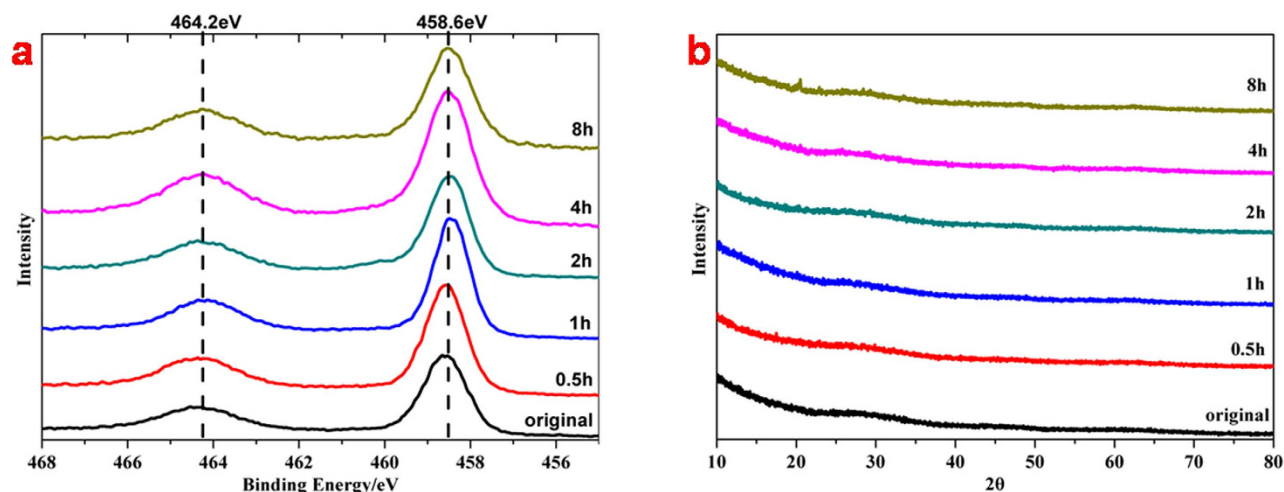 464.2eV 458.6eV
a
8h
4h
2h
1h
0.5h
original
Intensity
468 466 464 462 460 458 456
Binding Energy/eV
b
8h
4h
2h
1h
0.5h
original
Intensity
10 20 30 40 50 60 70 80
2θ